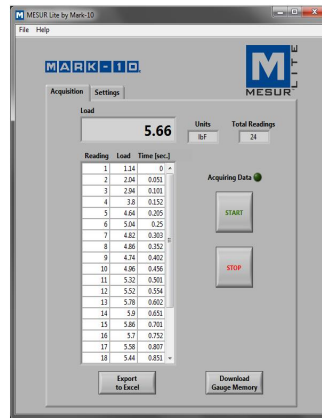 MESUR Lite by Mark-10
File Help
MARK-10
M
LITE
MESUR
Acquisition Settings
Load
5.66
Units
lbF
Total Readings
24
Reading Load Time [sec.]
1 1.14 0
2 2.04 0.051
3 2.94 0.101
4 3.8 0.152
5 4.64 0.205
6 5.04 0.25
7 4.82 0.303
8 4.86 0.352
9 4.74 0.402
10 4.96 0.456
11 5.32 0.501
12 5.52 0.554
13 5.78 0.602
14 5.9 0.651
15 5.86 0.701
16 5.7 0.752
17 5.58 0.807
18 5.44 0.851
Acquiring Data
START
STOP
Export
to Excel
Download
Gauge Memory